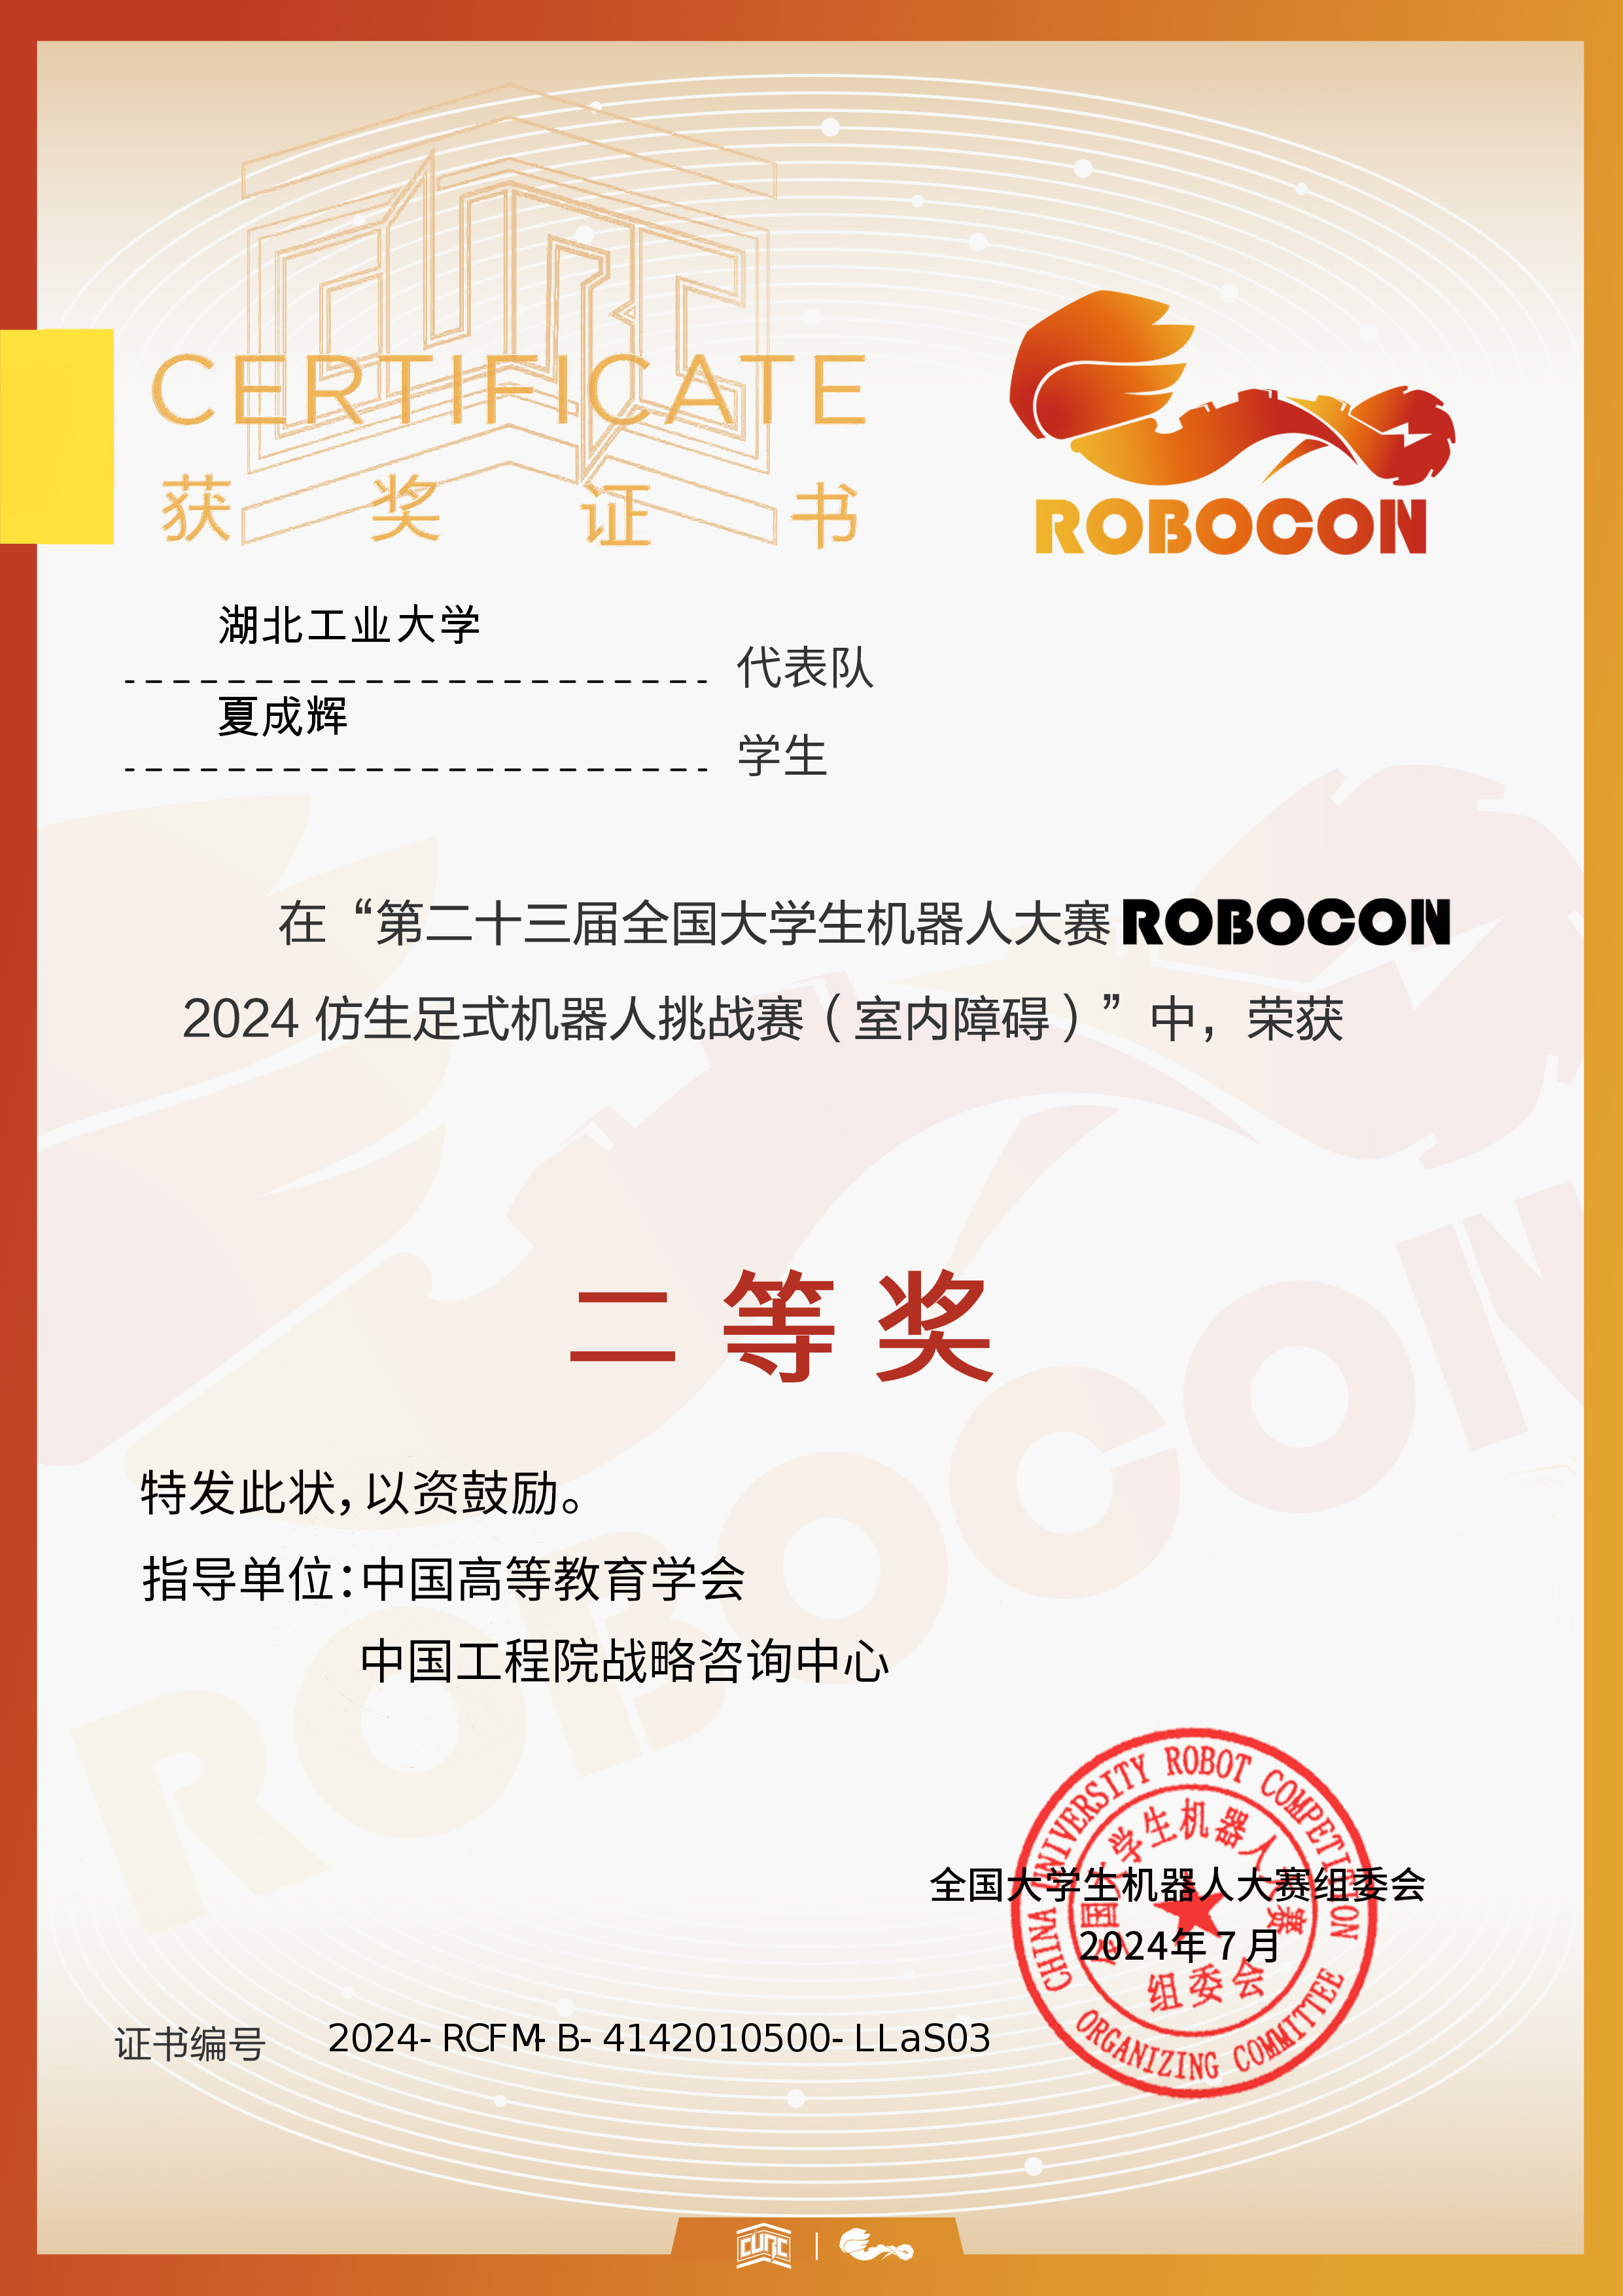 CURC
CERTIFICATE
获奖证书
ROBOCON
湖北工业大学
代表队
夏成辉
学生
在“第二十三届全国大学生机器人大赛 ROBOCON
2024 仿生足式机器人挑战赛（室内障碍）”中，荣获
二等奖
特发此状，以资鼓励。
指导单位：中国高等教育学会
中国工程院战略咨询中心
全国大学生机器人大赛组委会
2024年 7 月
CHINA UNIVERSITY ROBOT COMPETITION
全国大学生机器人大赛
组委会
ORGANIZING COMMITTEE
证书编号 2024- RCFM- B- 4142010500- LLaS03
ROBOCON
CURC